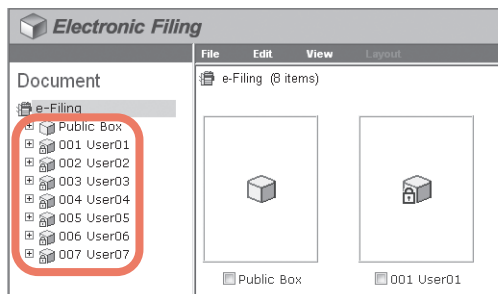 Electronic Filing
File Edit View Layout
Document
e-Filing (8 items)
e-Filing
Public Box
001 User01
002 User02
003 User03
004 User04
005 User05
006 User06
007 User07
Public Box
001 User01